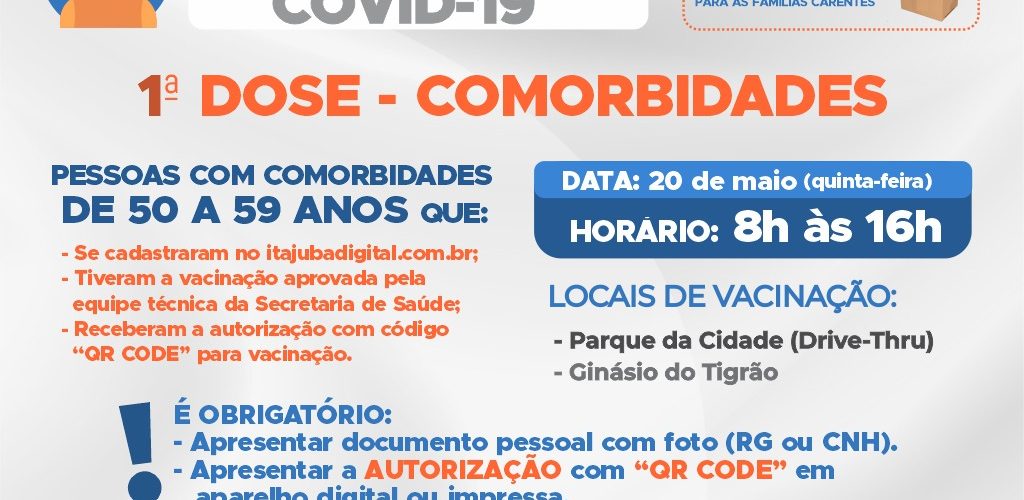 COVID-19
PARA AS FAMÍLIAS CARENTES
1ª DOSE - COMORBIDADES
PESSOAS COM COMORBIDADES
DE 50 A 59 ANOS QUE:
- Se cadastraram no itajubadigital.com.br;
- Tiveram a vacinação aprovada pela
equipe técnica da Secretaria de Saúde;
- Receberam a autorização com código
“QR CODE” para vacinação.
DATA: 20 de maio (quinta-feira)
HORÁRIO: 8h às 16h
LOCAIS DE VACINAÇÃO:
- Parque da Cidade (Drive-Thru)
- Ginásio do Tigrão
É OBRIGATÓRIO:
- Apresentar documento pessoal com foto (RG ou CNH).
- Apresentar a AUTORIZAÇÃO com “QR CODE” em
aparelho digital ou impressa